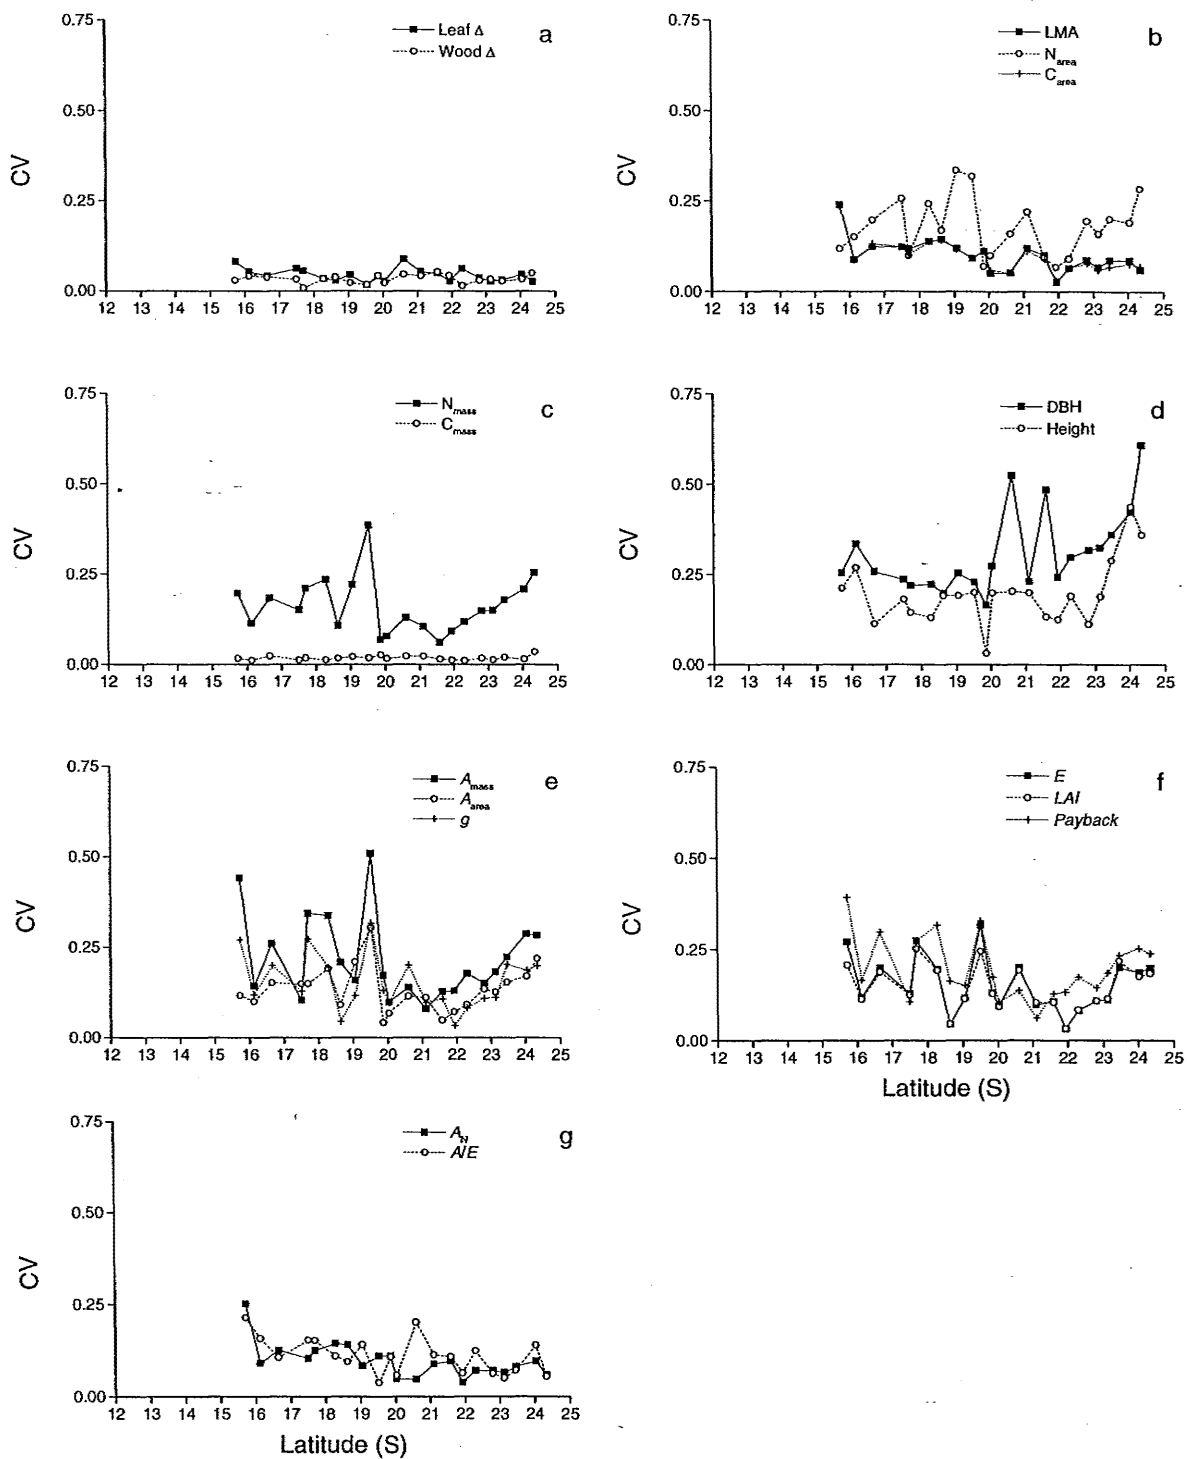 a
Leaf Δ
Wood Δ
0.75
0.50
0.25
0.00
CV
12 13 14 15 16 17 18 19 20 21 22 23 24 25
b
LMA
Narea
Carea
0.75
0.50
0.25
0.00
CV
12 13 14 15 16 17 18 19 20 21 22 23 24 25
c
Nmass
Cmass
0.75
0.50
0.25
0.00
CV
12 13 14 15 16 17 18 19 20 21 22 23 24 25
d
DBH
Height
0.75
0.50
0.25
0.00
CV
12 13 14 15 16 17 18 19 20 21 22 23 24 25
e
Amass
Aarea
g
0.75
0.50
0.25
0.00
CV
12 13 14 15 16 17 18 19 20 21 22 23 24 25
f
E
LAI
Payback
0.75
0.50
0.25
0.00
CV
12 13 14 15 16 17 18 19 20 21 22 23 24 25
Latitude (S)
g
AN
A/E
0.75
0.50
0.25
0.00
CV
12 13 14 15 16 17 18 19 20 21 22 23 24 25
Latitude (S)